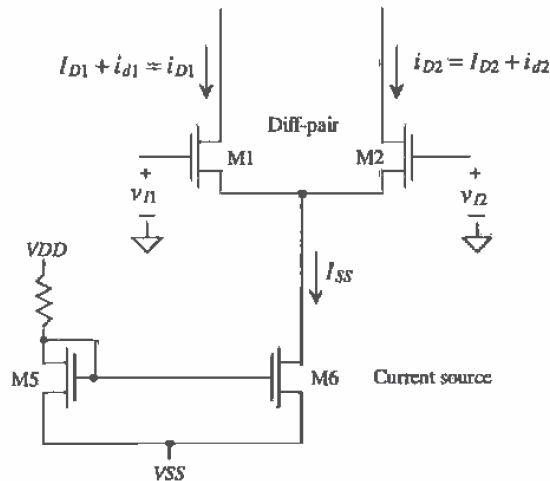 I_{D1} + i_{d1} = i_{D1}
i_{D2} = I_{D2} + i_{d2}
Diff-pair
M1
M2
+
v_{I1}
−
+
v_{I2}
−
VDD
I_{SS}
M5
M6
Current source
VSS